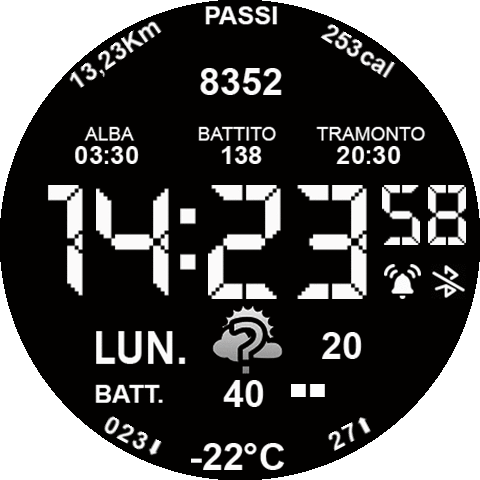 PASSI
13,23Km
253cal
8352
ALBA BATTITO TRAMONTO
03:30 138 20:30
14:23 58
LUN. ? 20
BATT. 40
023 27
-22°C